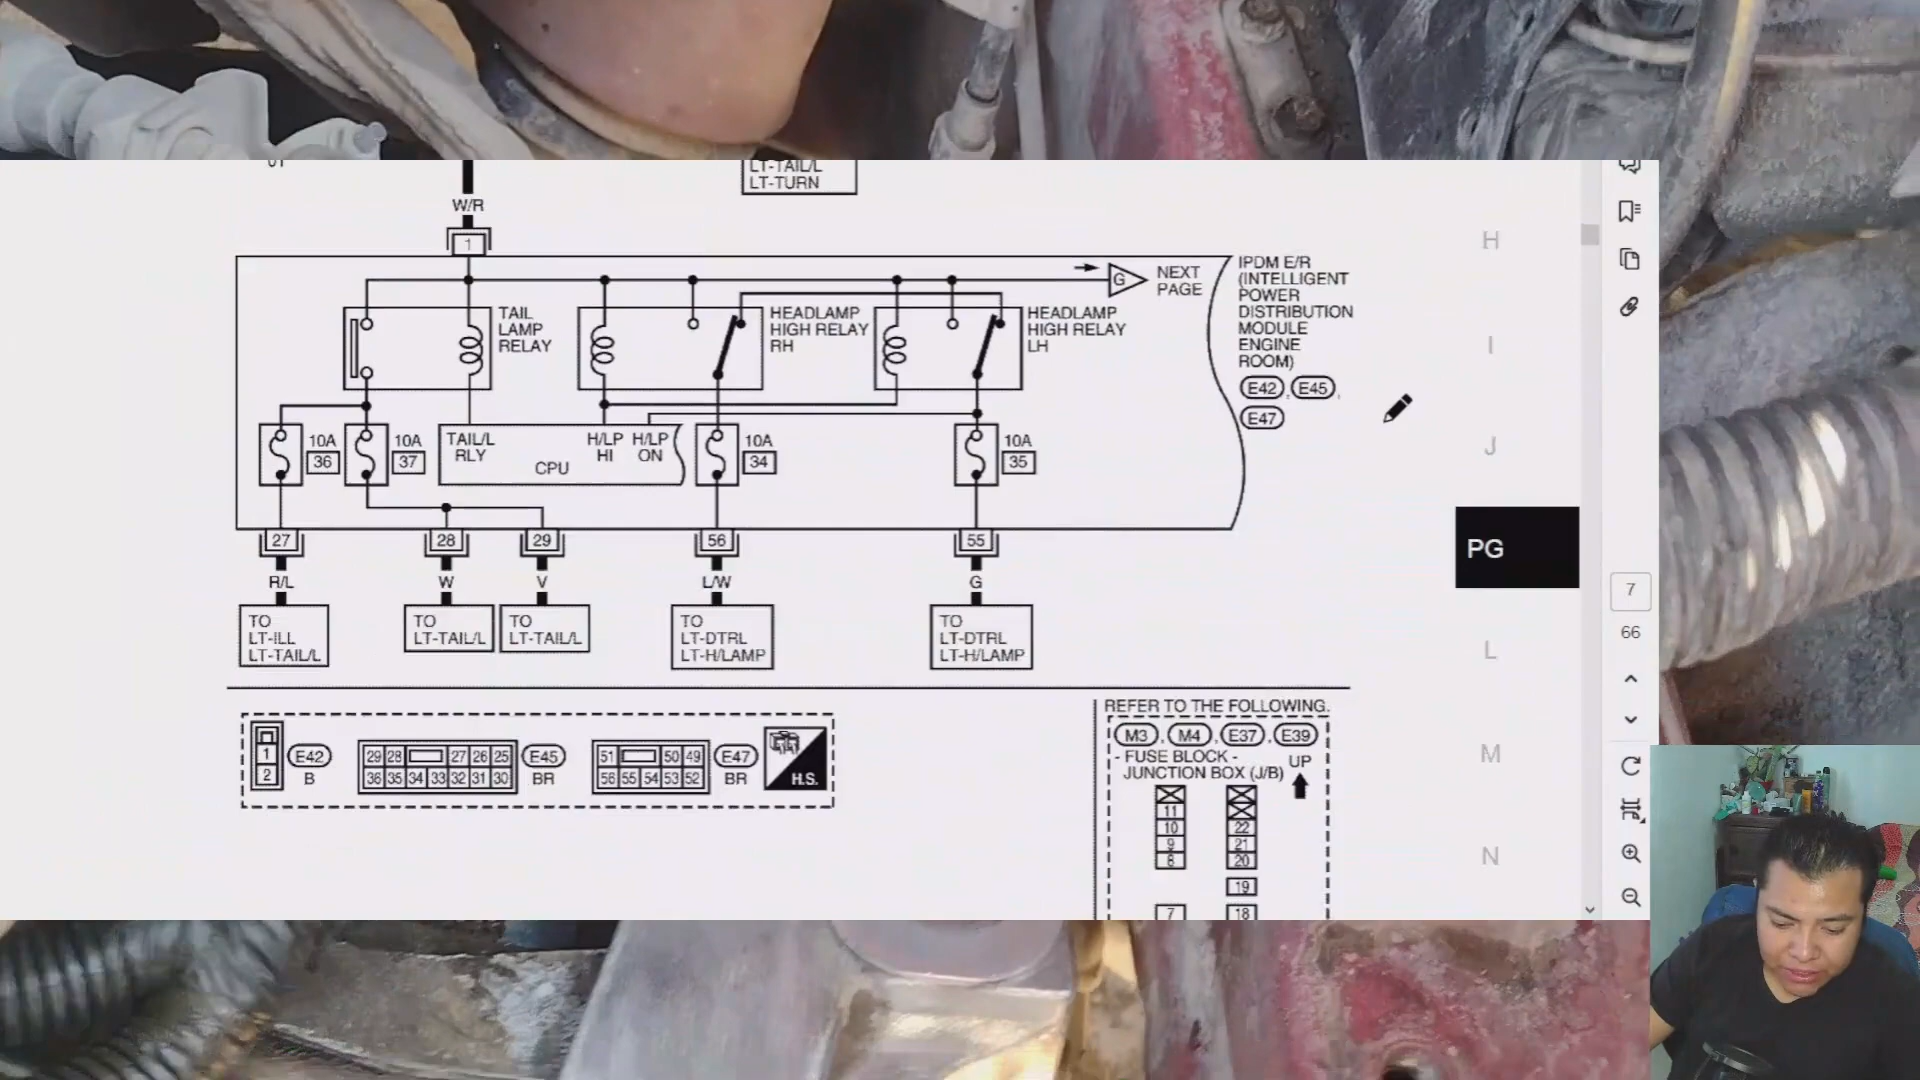 01
LT-TAIL/L
LT-TURN
W/R
1
G
NEXT
PAGE
TAIL
LAMP
RELAY
HEADLAMP
HIGH RELAY
RH
HEADLAMP
HIGH RELAY
LH
IPDM E/R
(INTELLIGENT
POWER
DISTRIBUTION
MODULE
ENGINE
ROOM)
E42, E45,
E47
10A
36
10A
37
TAIL/L
RLY
CPU
H/LP
HI
H/LP
ON
10A
34
10A
35
27
28
29
56
55
R/L
W
V
L/W
G
TO
LT-ILL
LT-TAIL/L
TO
LT-TAIL/L
TO
LT-TAIL/L
TO
LT-DTRL
LT-H/LAMP
TO
LT-DTRL
LT-H/LAMP
1
2
E42
B
29 28 27 26 25
36 35 34 33 32 31 30
E45
BR
51 50 49
56 55 54 53 52
E47
BR
H.S.
REFER TO THE FOLLOWING.
M3, M4, E37, E39
- FUSE BLOCK -
JUNCTION BOX (J/B)
UP
11
10
9
8
7
22
21
20
19
18
H
I
J
PG
L
M
N
7
66